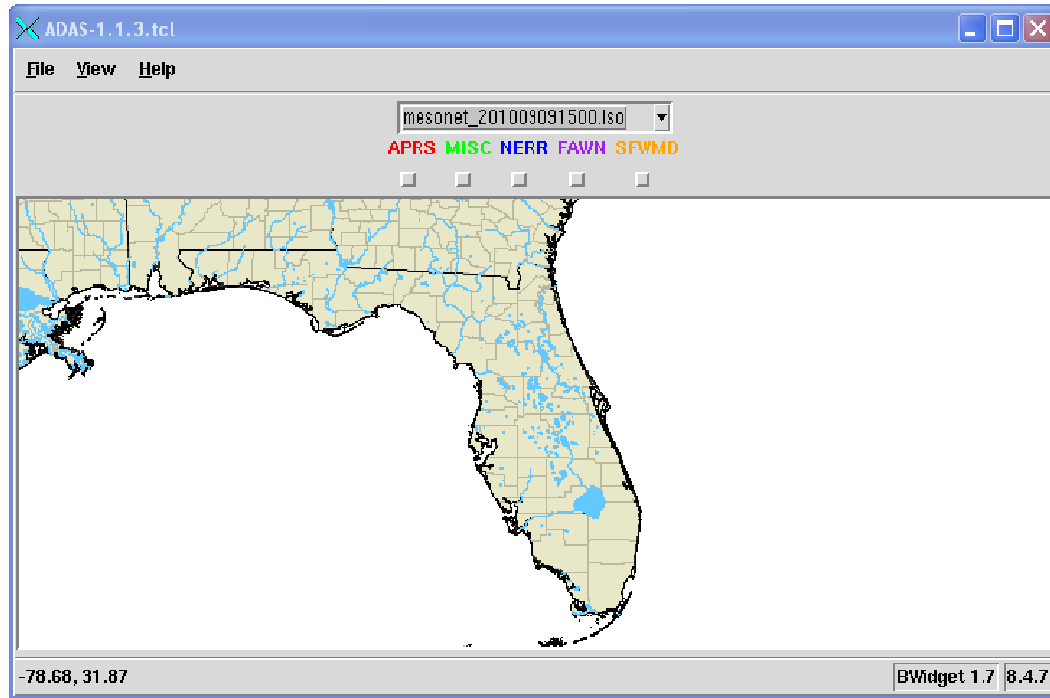 ADAS-1.1.3.tcl
File View Help
mesonet_201009091500.lso
APRS MISC NERR FAWN SFWMD
-78.68, 31.87 BWidget 1.7 8.4.7